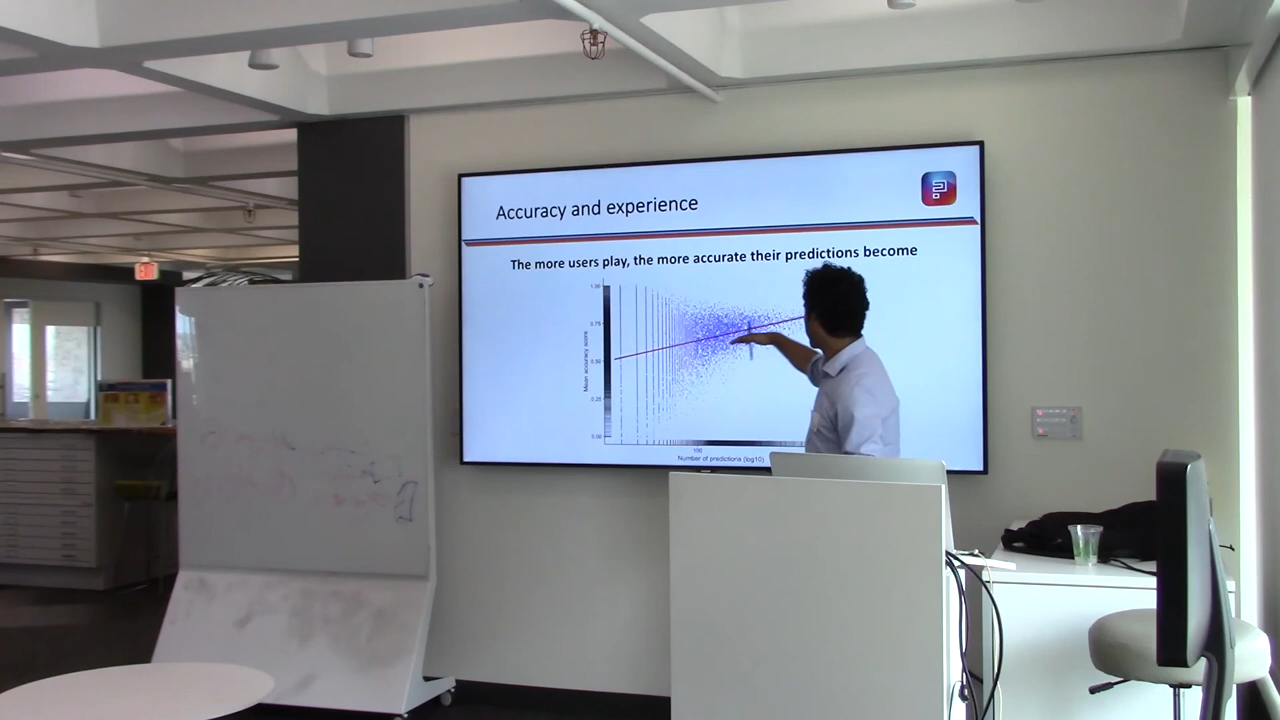 Accuracy and experience
The more users play, the more accurate their predictions become
1.00
0.75
0.50
0.25
0.00
Mean accuracy score
100
Number of predictions (log10)